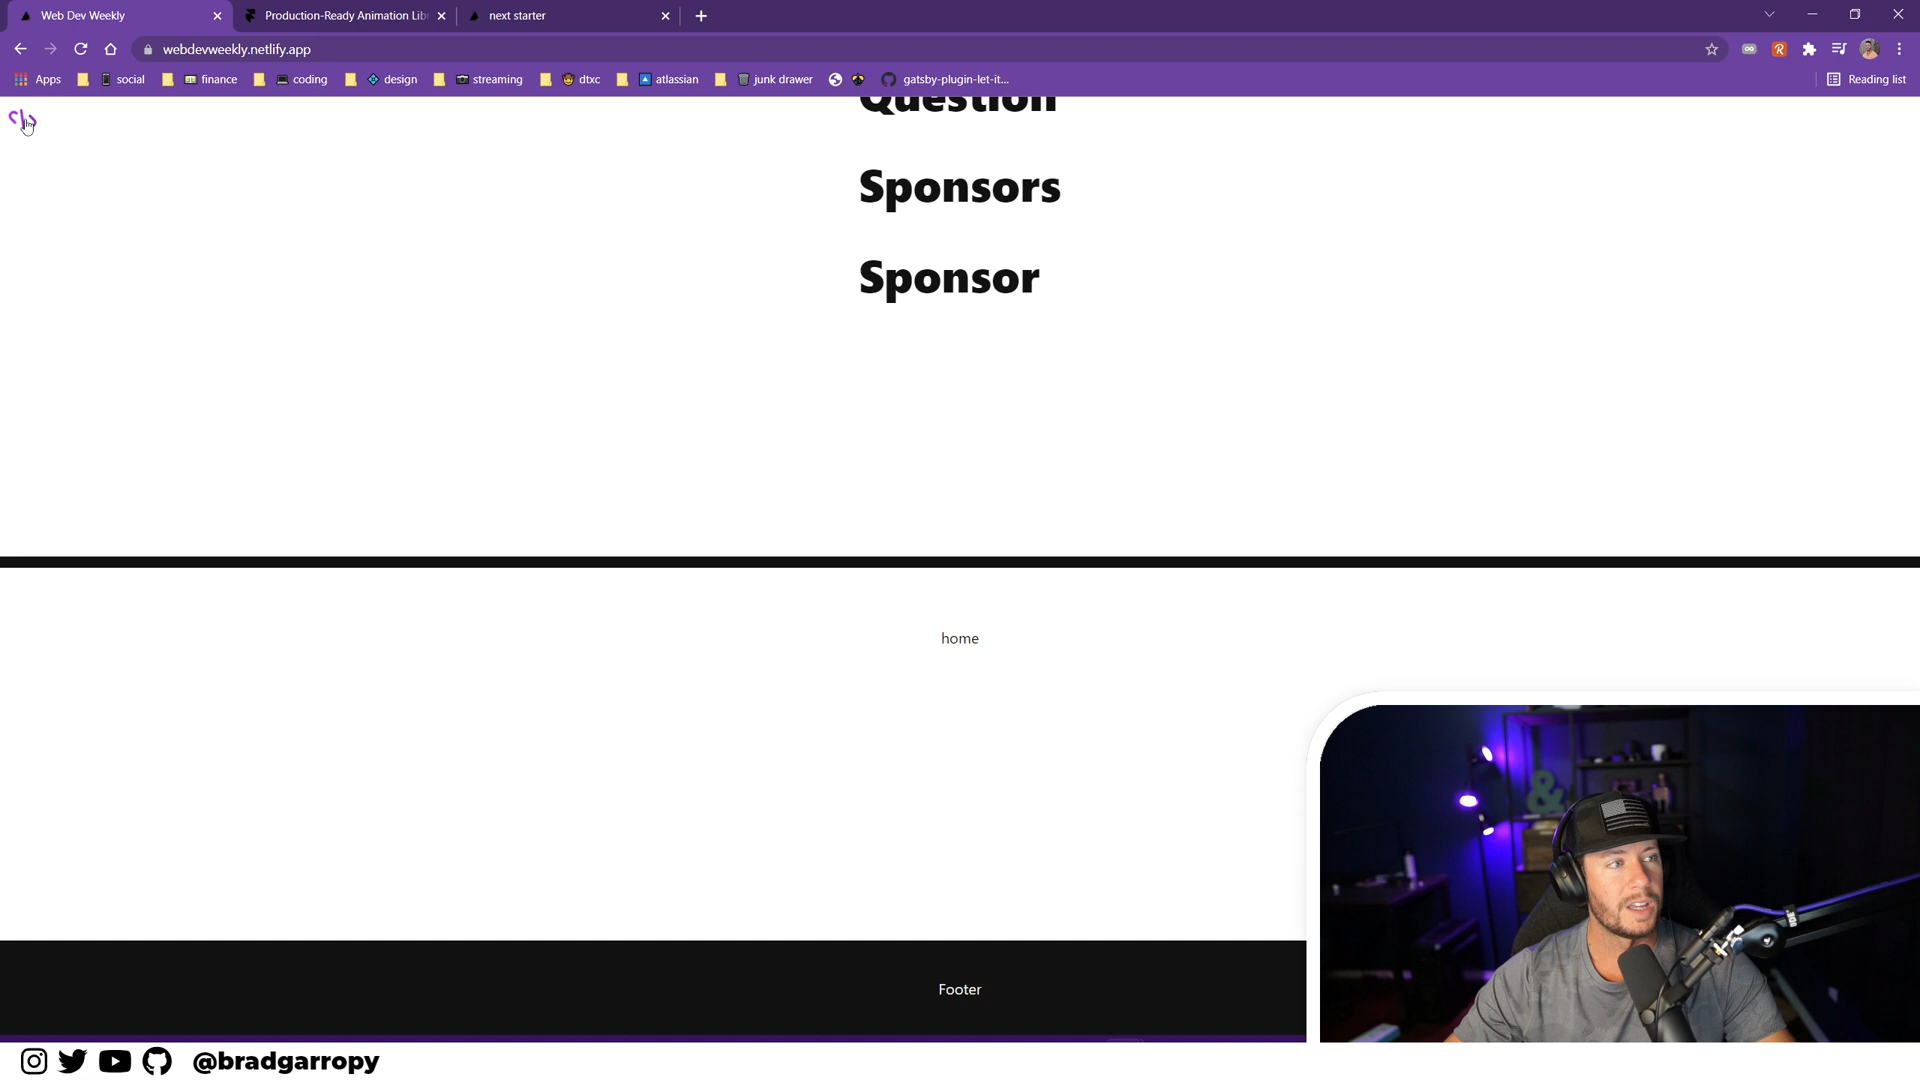 Web Dev Weekly
Production-Ready Animation Lib
next starter
webdevweekly.netlify.app
Apps
social
finance
coding
design
streaming
dtxc
atlassian
junk drawer
gatsby-plugin-let-it...
Reading list
Question
Sponsors
Sponsor
home
Footer
@bradgarropy